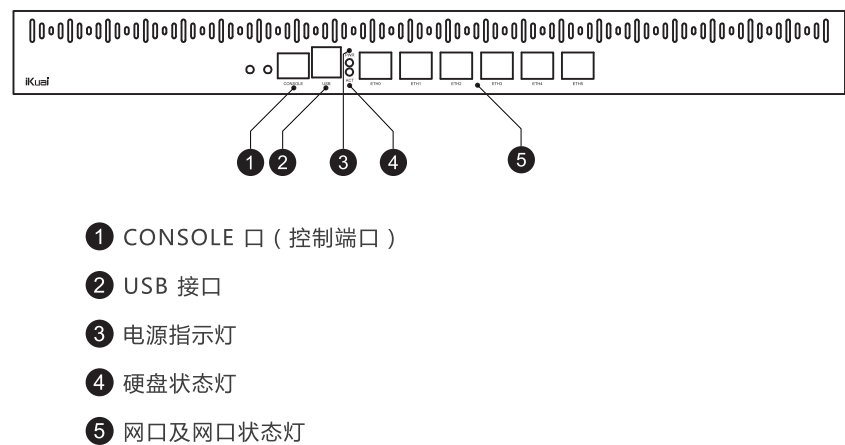 iKuai
CONSOLE USB PWR ACT ETH0 ETH1 ETH2 ETH3 ETH4 ETH5
1 2 3 4 5
1 CONSOLE 口 ( 控制端口 )
2 USB 接口
3 电源指示灯
4 硬盘状态灯
5 网口及网口状态灯